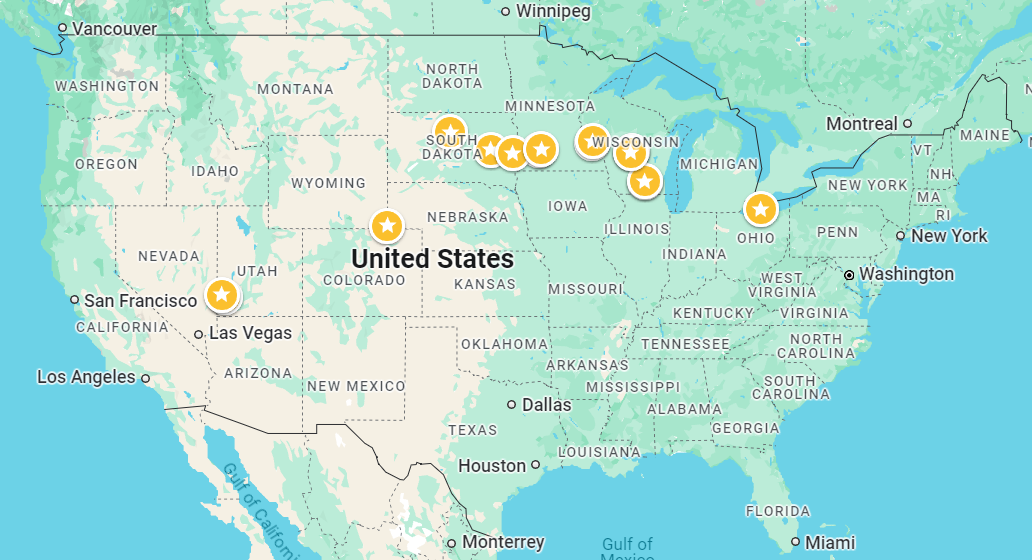 Winnipeg
Vancouver
WASHINGTON
NORTH
DAKOTA
MONTANA
MINNESOTA
Montreal
MAINE
N
OREGON
IDAHO
SOUTH
DAKOTA
WISCONSIN
MICHIGAN
VT
NH
WYOMING
NEW YORK
MA
RI
IOWA
NEBRASKA
ILLINOIS
OHIO
PENN
New York
NEVADA
UTAH
United States
INDIANA
COLORADO
KANSAS
MISSOURI
WEST
VIRGINIA
Washington
San Francisco
CALIFORNIA
Las Vegas
KENTUCKY
VIRGINIA
OKLAHOMA
TENNESSEE
NORTH
CAROLINA
Los Angeles
ARIZONA
NEW MEXICO
ARKANSAS
MISSISSIPPI
SOUTH
CAROLINA
Dallas
ALABAMA
TEXAS
GEORGIA
Houston
LOUISIANA
Gulf of California
FLORIDA
Monterrey
Gulf of
Mexico
Miami